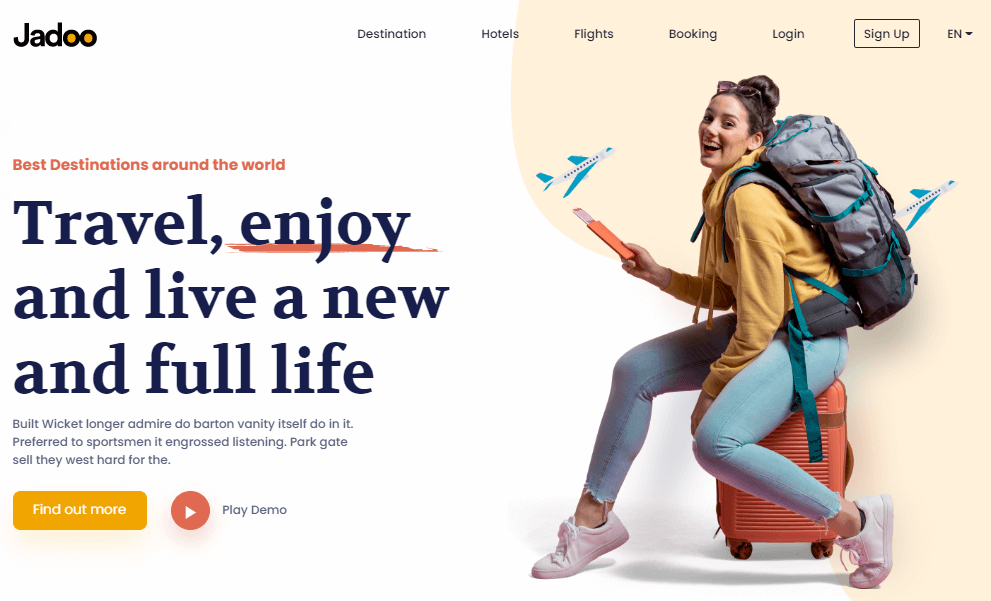 Jadoo
Destination Hotels Flights Booking Login Sign Up EN
Best Destinations around the world
Travel, enjoy
and live a new
and full life
Built Wicket longer admire do barton vanity itself do in it.
Preferred to sportsmen it engrossed listening. Park gate
sell they west hard for the.
Find out more
Play Demo